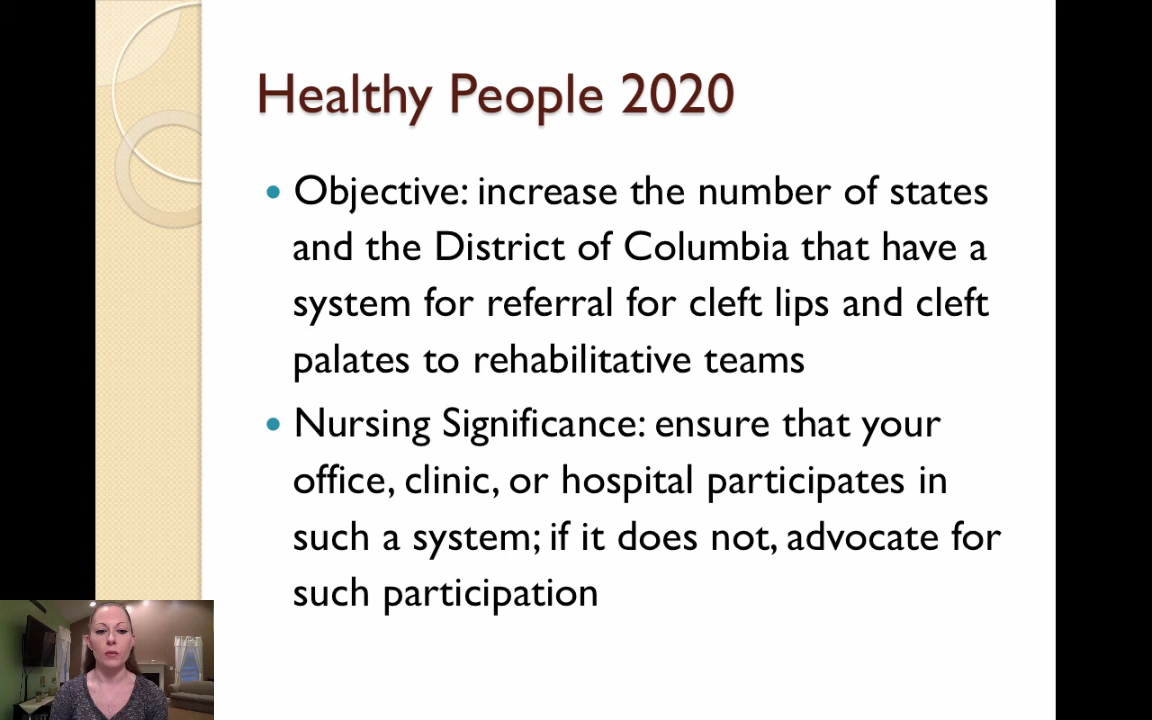 Healthy People 2020
• Objective: increase the number of states
and the District of Columbia that have a
system for referral for cleft lips and cleft
palates to rehabilitative teams
• Nursing Significance: ensure that your
office, clinic, or hospital participates in
such a system; if it does not, advocate for
such participation